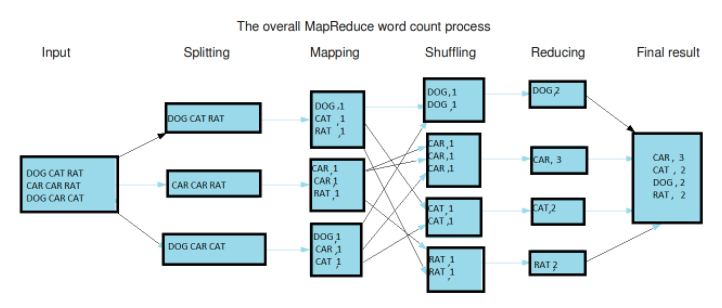 The overall MapReduce word count process
Input
Splitting
Mapping
Shuffling
Reducing
Final result
DOG CAT RAT
CAR CAR RAT
DOG CAR CAT
DOG CAT RAT
CAR CAR RAT
DOG CAR CAT
DOG ,1
CAT ,1
RAT ,1
CAR ,1
CAR ,1
RAT ,1
DOG ,1
CAR ,1
CAT ,1
DOG,1
DOG ,1
CAR ,1
CAR ,1
CAR ,1
CAT ,1
CAT ,1
RAT ,1
RAT ,1
DOG,2
CAR, 3
CAT,2
RAT,2
CAR , 3
CAT , 2
DOG, 2
RAT , 2